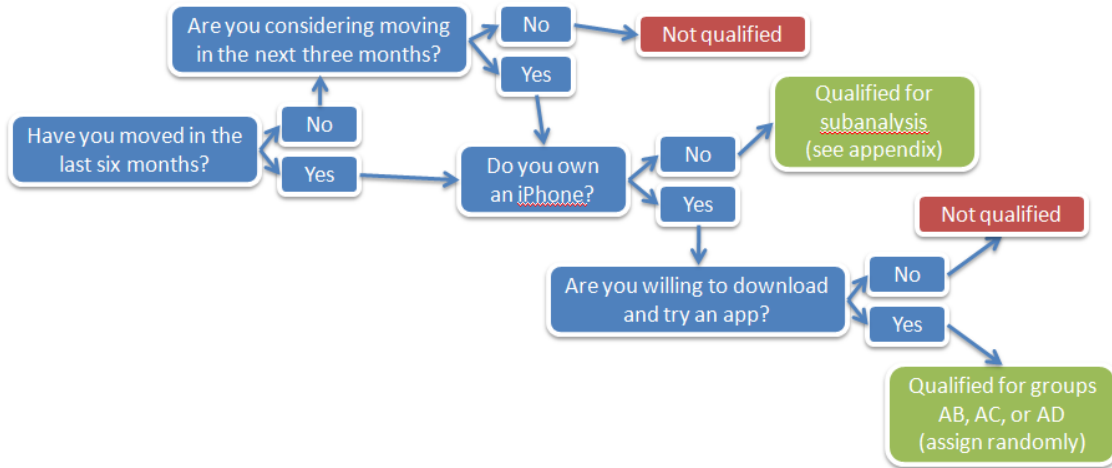 Are you considering moving
in the next three months?
No
Yes
Not qualified
Have you moved in the
last six months?
No
Yes
Do you own
an iPhone?
No
Yes
Qualified for
subanalysis
(see appendix)
Are you willing to download
and try an app?
No
Yes
Not qualified
Qualified for groups
AB, AC, or AD
(assign randomly)